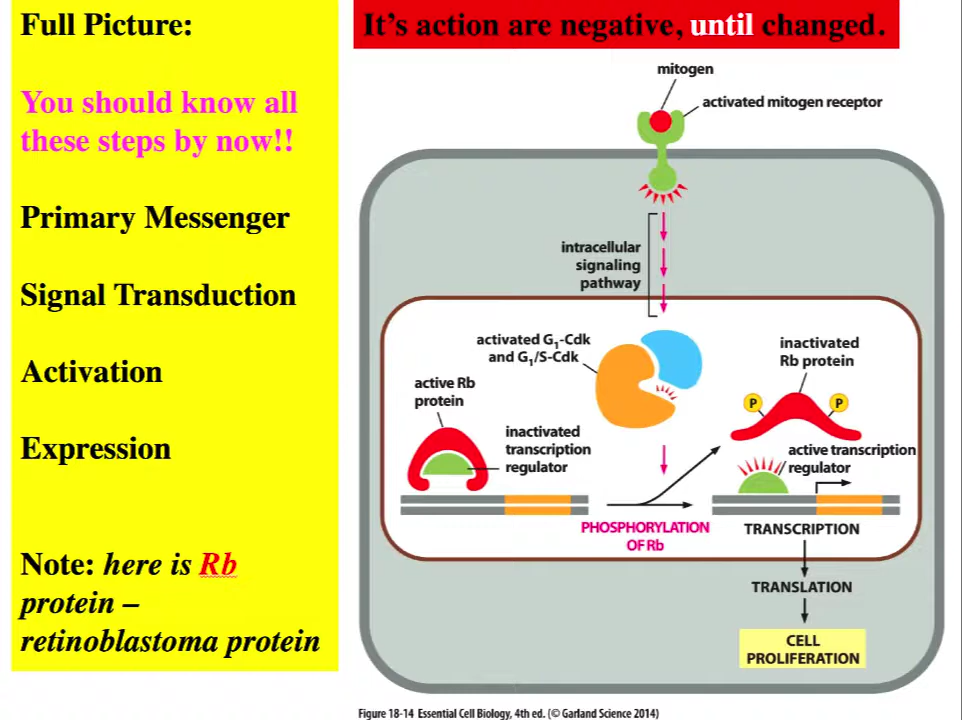 Full Picture:
You should know all
these steps by now!!
Primary Messenger
Signal Transduction
Activation
Expression
Note: here is Rb
protein –
retinoblastoma protein
It's action are negative, until changed.
mitogen
activated mitogen receptor
intracellular
signaling
pathway
activated G1-Cdk
and G1/S-Cdk
inactivated
Rb protein
active Rb
protein
P
P
inactivated
transcription
regulator
active transcription
regulator
PHOSPHORYLATION
OF Rb
TRANSCRIPTION
TRANSLATION
CELL
PROLIFERATION
Figure 18-14 Essential Cell Biology, 4th ed. (© Garland Science 2014)